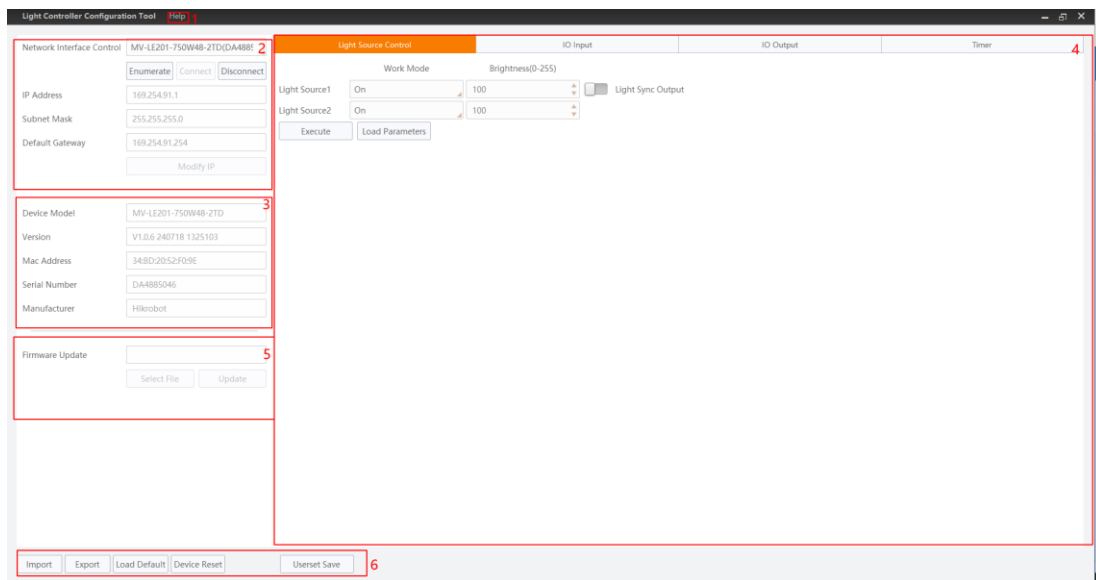 Light Controller Configuration Tool Help 1
Network Interface Control MV-LE201-750W48-2TD(DA4885 2
Enumerate Connect Disconnect
IP Address 169.254.91.1
Subnet Mask 255.255.255.0
Default Gateway 169.254.91.254
Modify IP
3
Device Model MV-LE201-750W48-2TD
Version V1.0.6 240718 1325103
Mac Address 34:BD:20:52:F0:9E
Serial Number DA4885046
Manufacturer Hikrobot
Firmware Update 5
Select File Update
Light Source Control IO Input IO Output Timer 4
Work Mode Brightness(0-255)
Light Source1 On 100 Light Sync Output
Light Source2 On 100
Execute Load Parameters
Import Export Load Default Device Reset Userset Save 6